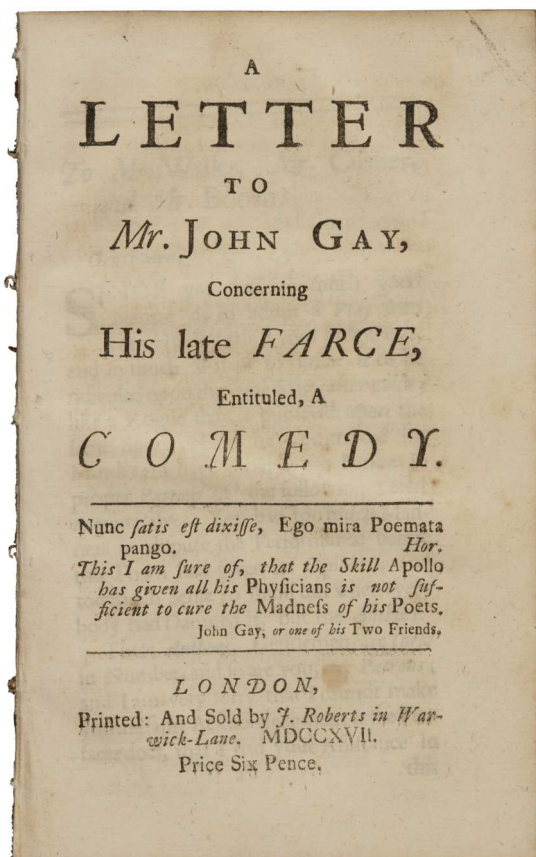 A
LETTER
TO
Mr. JOHN GAY,
Concerning
His late FARCE,
Entituled, A
COMEDY.
Nunc ſatis eſt dixiſſe, Ego mira Poemata
pango. Hor.
This I am ſure of, that the Skill Apollo
has given all his Phyſicians is not ſuf-
ficient to cure the Madneſs of his Poets.
John Gay, or one of his Two Friends.
LONDON,
Printed: And Sold by J. Roberts in War-
wick-Lane. MDCCXVII.
Price Six Pence.